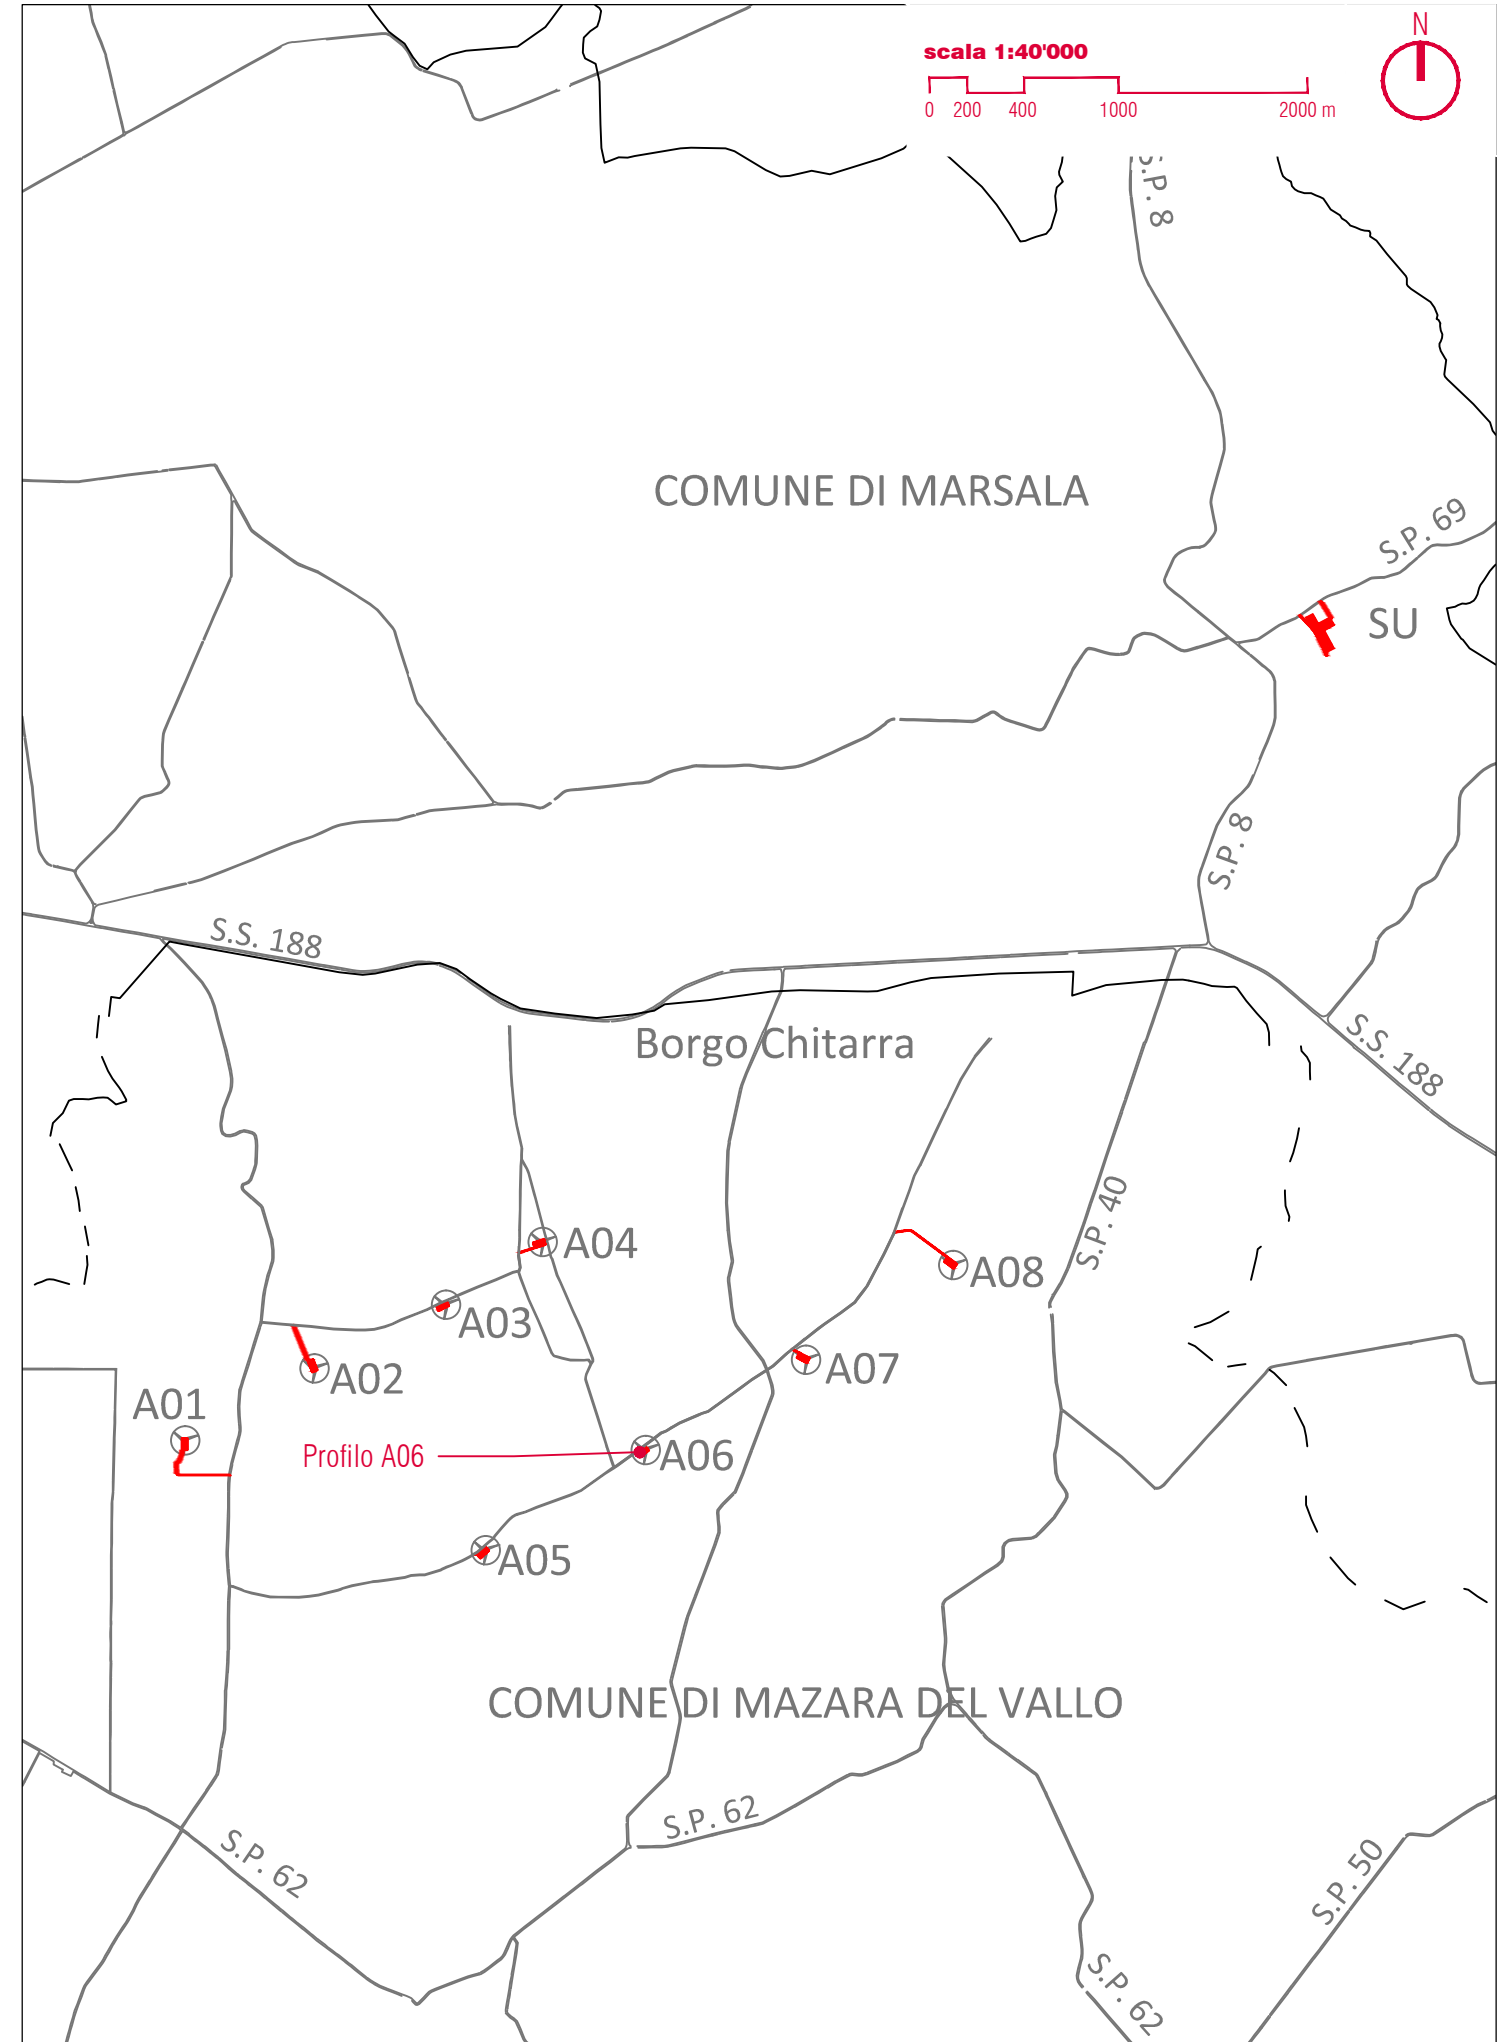 N
scala 1:40'000
0 200 400 1000 2000 m
S.P. 8
COMUNE DI MARSALA
S.P. 69
SU
S.P. 8
S.S. 188
Borgo Chitarra
S.S. 188
S.P. 40
A04
A08
A03
A02
A07
A01
Profilo A06
A06
A05
COMUNE DI MAZARA DEL VALLO
S.P. 62
S.P. 62
S.P. 50
S.P. 62